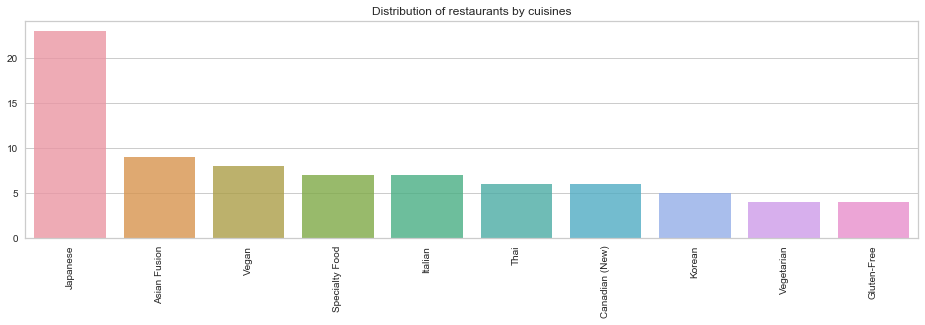 Distribution of restaurants by cuisines
20
15
10
5
0
Japanese
Asian Fusion
Vegan
Specialty Food
Italian
Thai
Canadian (New)
Korean
Vegetarian
Gluten-Free